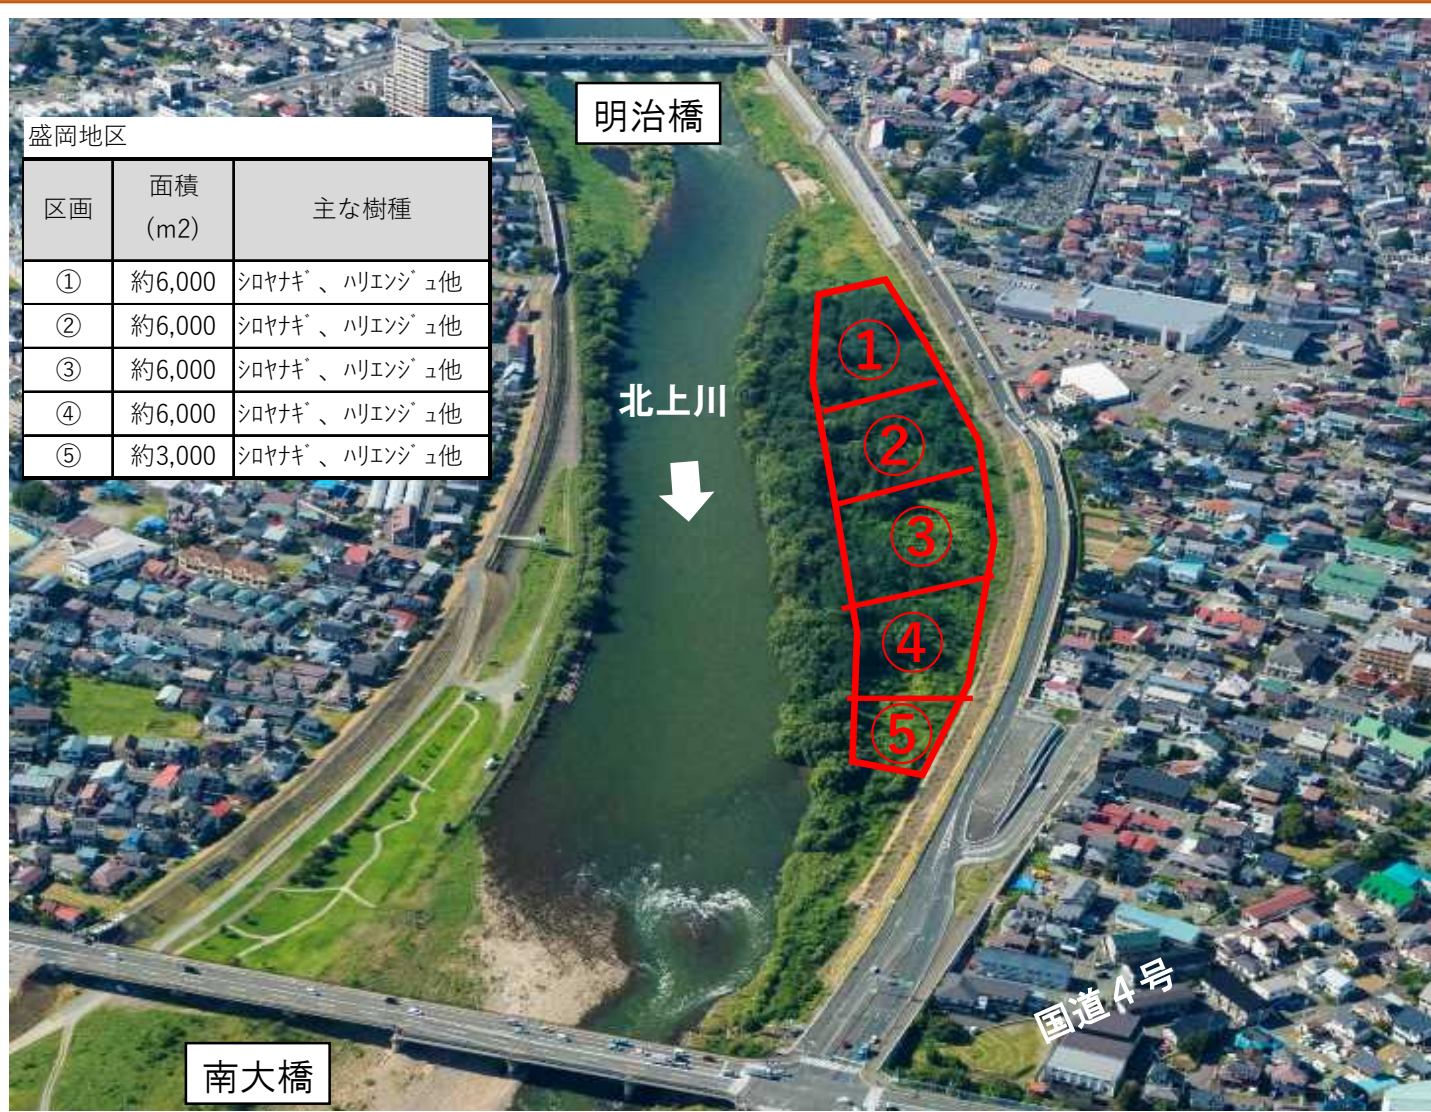 明治橋
盛岡地区
区画 面積(m2) 主な樹種
① 約6,000 ｼﾛﾔﾅｷﾞ、ﾊﾘｴﾝｼﾞｭ他
② 約6,000 ｼﾛﾔﾅｷﾞ、ﾊﾘｴﾝｼﾞｭ他
③ 約6,000 ｼﾛﾔﾅｷﾞ、ﾊﾘｴﾝｼﾞｭ他
④ 約6,000 ｼﾛﾔﾅｷﾞ、ﾊﾘｴﾝｼﾞｭ他
⑤ 約3,000 ｼﾛﾔﾅｷﾞ、ﾊﾘｴﾝｼﾞｭ他
①
北上川
②
③
④
⑤
国道4号
南大橋